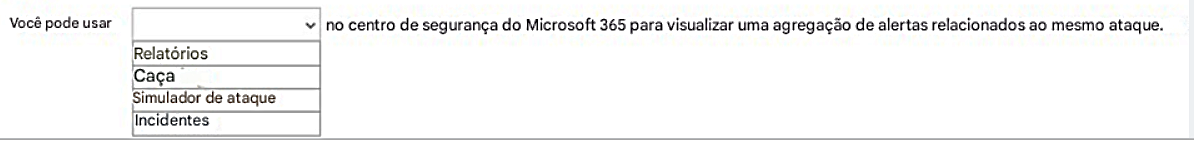 Você pode usar no centro de segurança do Microsoft 365 para visualizar uma agregação de alertas relacionados ao mesmo ataque.
Relatórios
Caça
Simulador de ataque
Incidentes